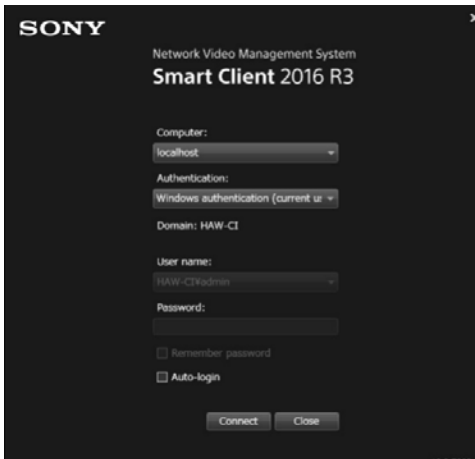 SONY
Network Video Management System
Smart Client 2016 R3
Computer:
localhost
Authentication:
Windows authentication (current us
Domain: HAW-CI
User name:
HAW-CI¥admin
Password:
Remember password
Auto-login
Connect Close